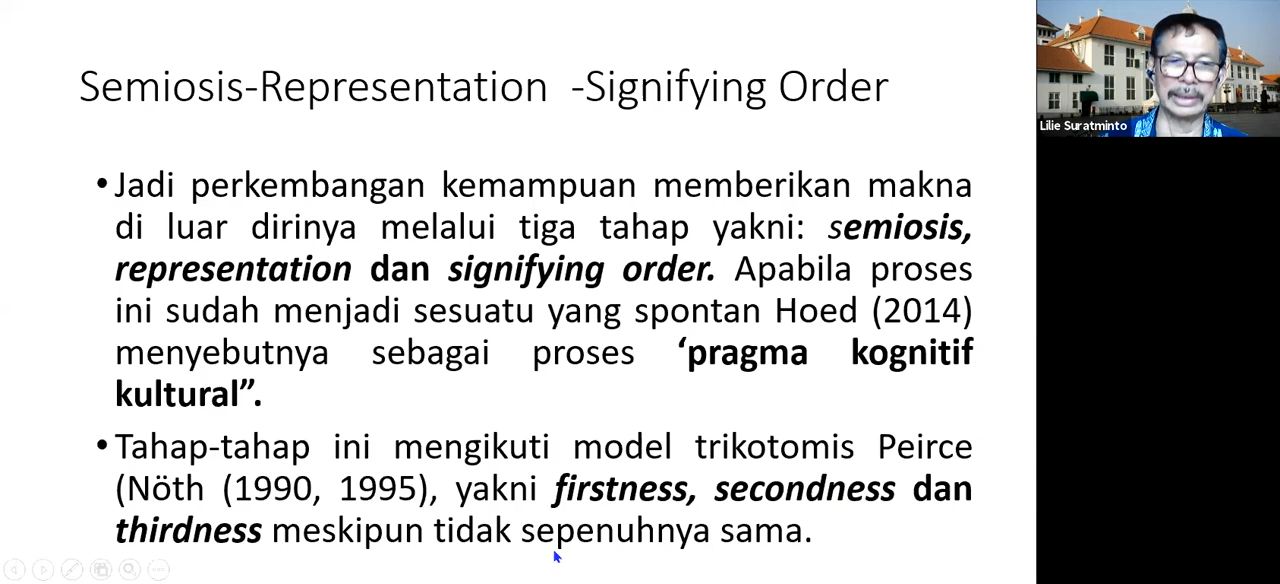 Semiosis-Representation -Signifying Order
•Jadi perkembangan kemampuan memberikan makna
di luar dirinya melalui tiga tahap yakni: semiosis,
representation dan signifying order. Apabila proses
ini sudah menjadi sesuatu yang spontan Hoed (2014)
menyebutnya sebagai proses ‘pragma kognitif
kultural”.
•Tahap-tahap ini mengikuti model trikotomis Peirce
(Nöth (1990, 1995), yakni firstness, secondness dan
thirdness meskipun tidak sepenuhnya sama.
Lilie Suratminto